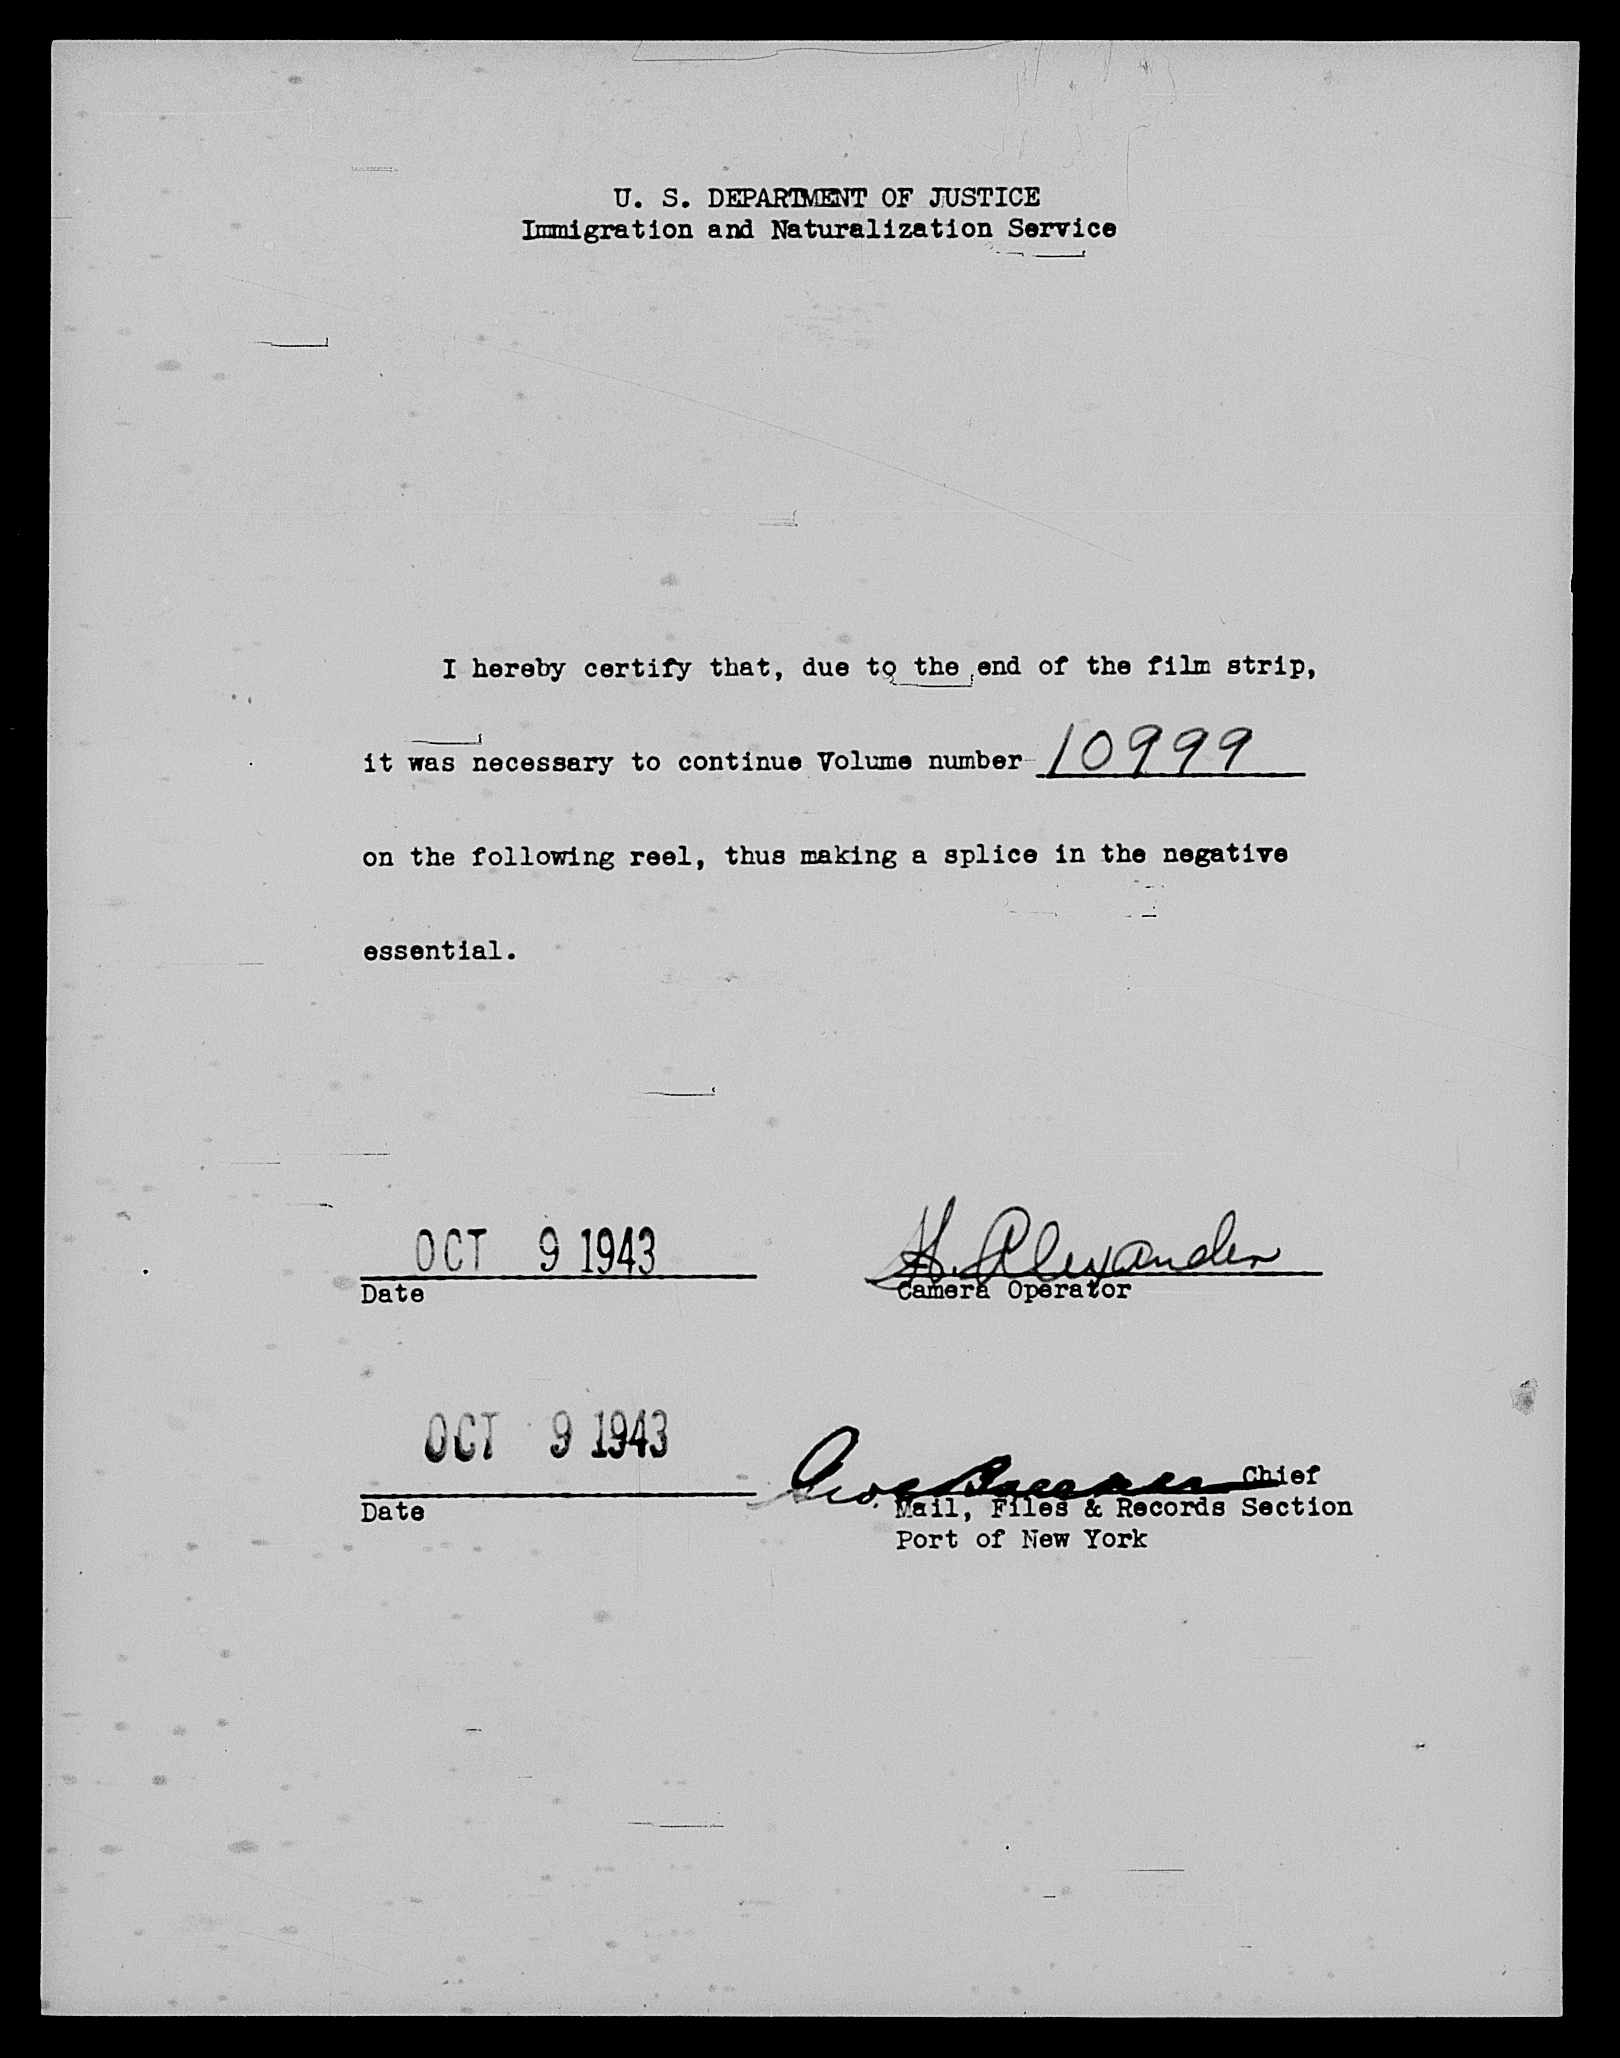 U. S. DEPARTMENT OF JUSTICE
Immigration and Naturalization Service
I hereby certify that, due to the end of the film strip,
it was necessary to continue Volume number 10999
on the following reel, thus making a splice in the negative
essential.
OCT 9 1943
H. Alexander
Date
Camera Operator
OCT 9 1943
Geo.
Chief
Date
Mail, Files & Records Section
Port of New York